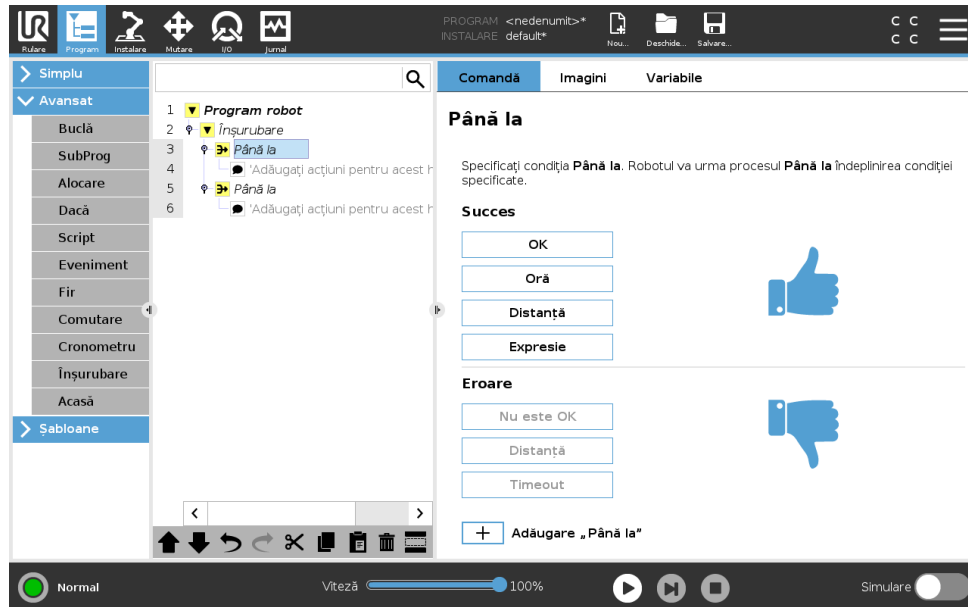 PROGRAM <nedenumit>*
INSTALARE default*
Rulare Program Instalare Mutare I/O Jurnal Nou... Deschide... Salvare...
C C
C C
Simplu
Avansat
Buclă
SubProg
Alocare
Dacă
Script
Eveniment
Fir
Comutare
Cronometru
Înșurubare
Acasă
Șabloane
1 Program robot
2 Înșurubare
3 Până la
4 'Adăugați acțiuni pentru acest h
5 Până la
6 'Adăugați acțiuni pentru acest h
Comandă Imagini Variabile
Până la
Specificați condiția Până la. Robotul va urma procesul Până la îndeplinirea condiției
specificate.
Succes
OK
Oră
Distanță
Expresie
Eroare
Nu este OK
Distanță
Timeout
+ Adăugare „Până la”
Normal Viteză 100% Simulare